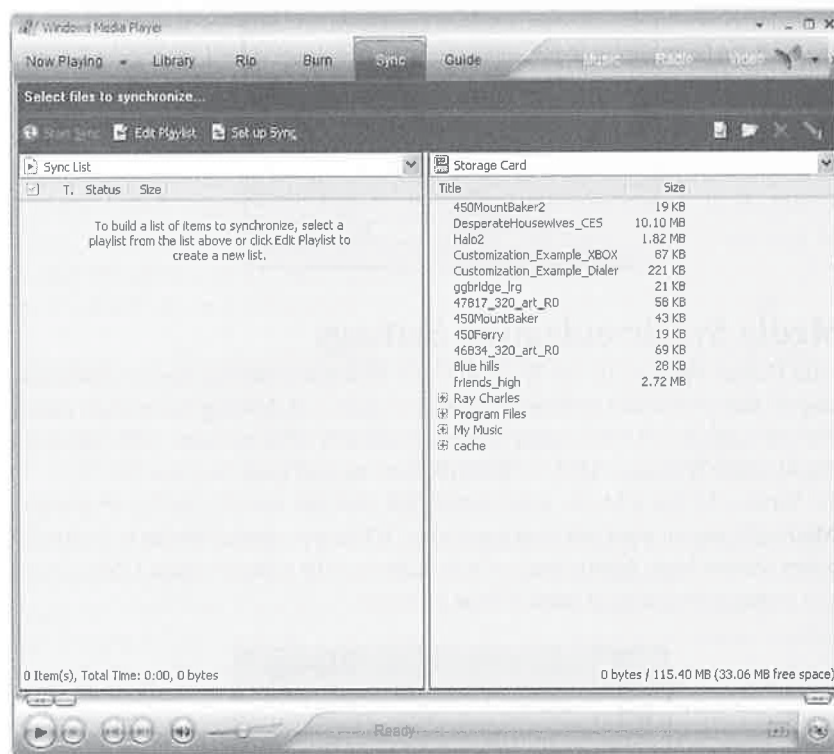 Windows Media Player
Now Playing Library Rip Burn Sync Guide Music Radio Video
Select files to synchronize...
Start Sync Edit Playlist Set up Sync
Sync List
T. Status Size
To build a list of items to synchronize, select a
playlist from the list above or click Edit Playlist to
create a new list.
0 Item(s), Total Time: 0:00, 0 bytes
Storage Card
Title Size
450MountBaker2 19 KB
DesperateHousewives_CES 10.10 MB
Halo2 1.82 MB
Customization_Example_XBOX 87 KB
Customization_Example_Dialer 221 KB
ggbridge_lrg 21 KB
47817_320_art_R0 58 KB
450MountBaker 43 KB
450Ferry 19 KB
46834_320_art_R0 69 KB
Blue hills 28 KB
friends_high 2.72 MB
Ray Charles
Program Files
My Music
cache
0 bytes / 115.40 MB (33.06 MB free space)
Ready